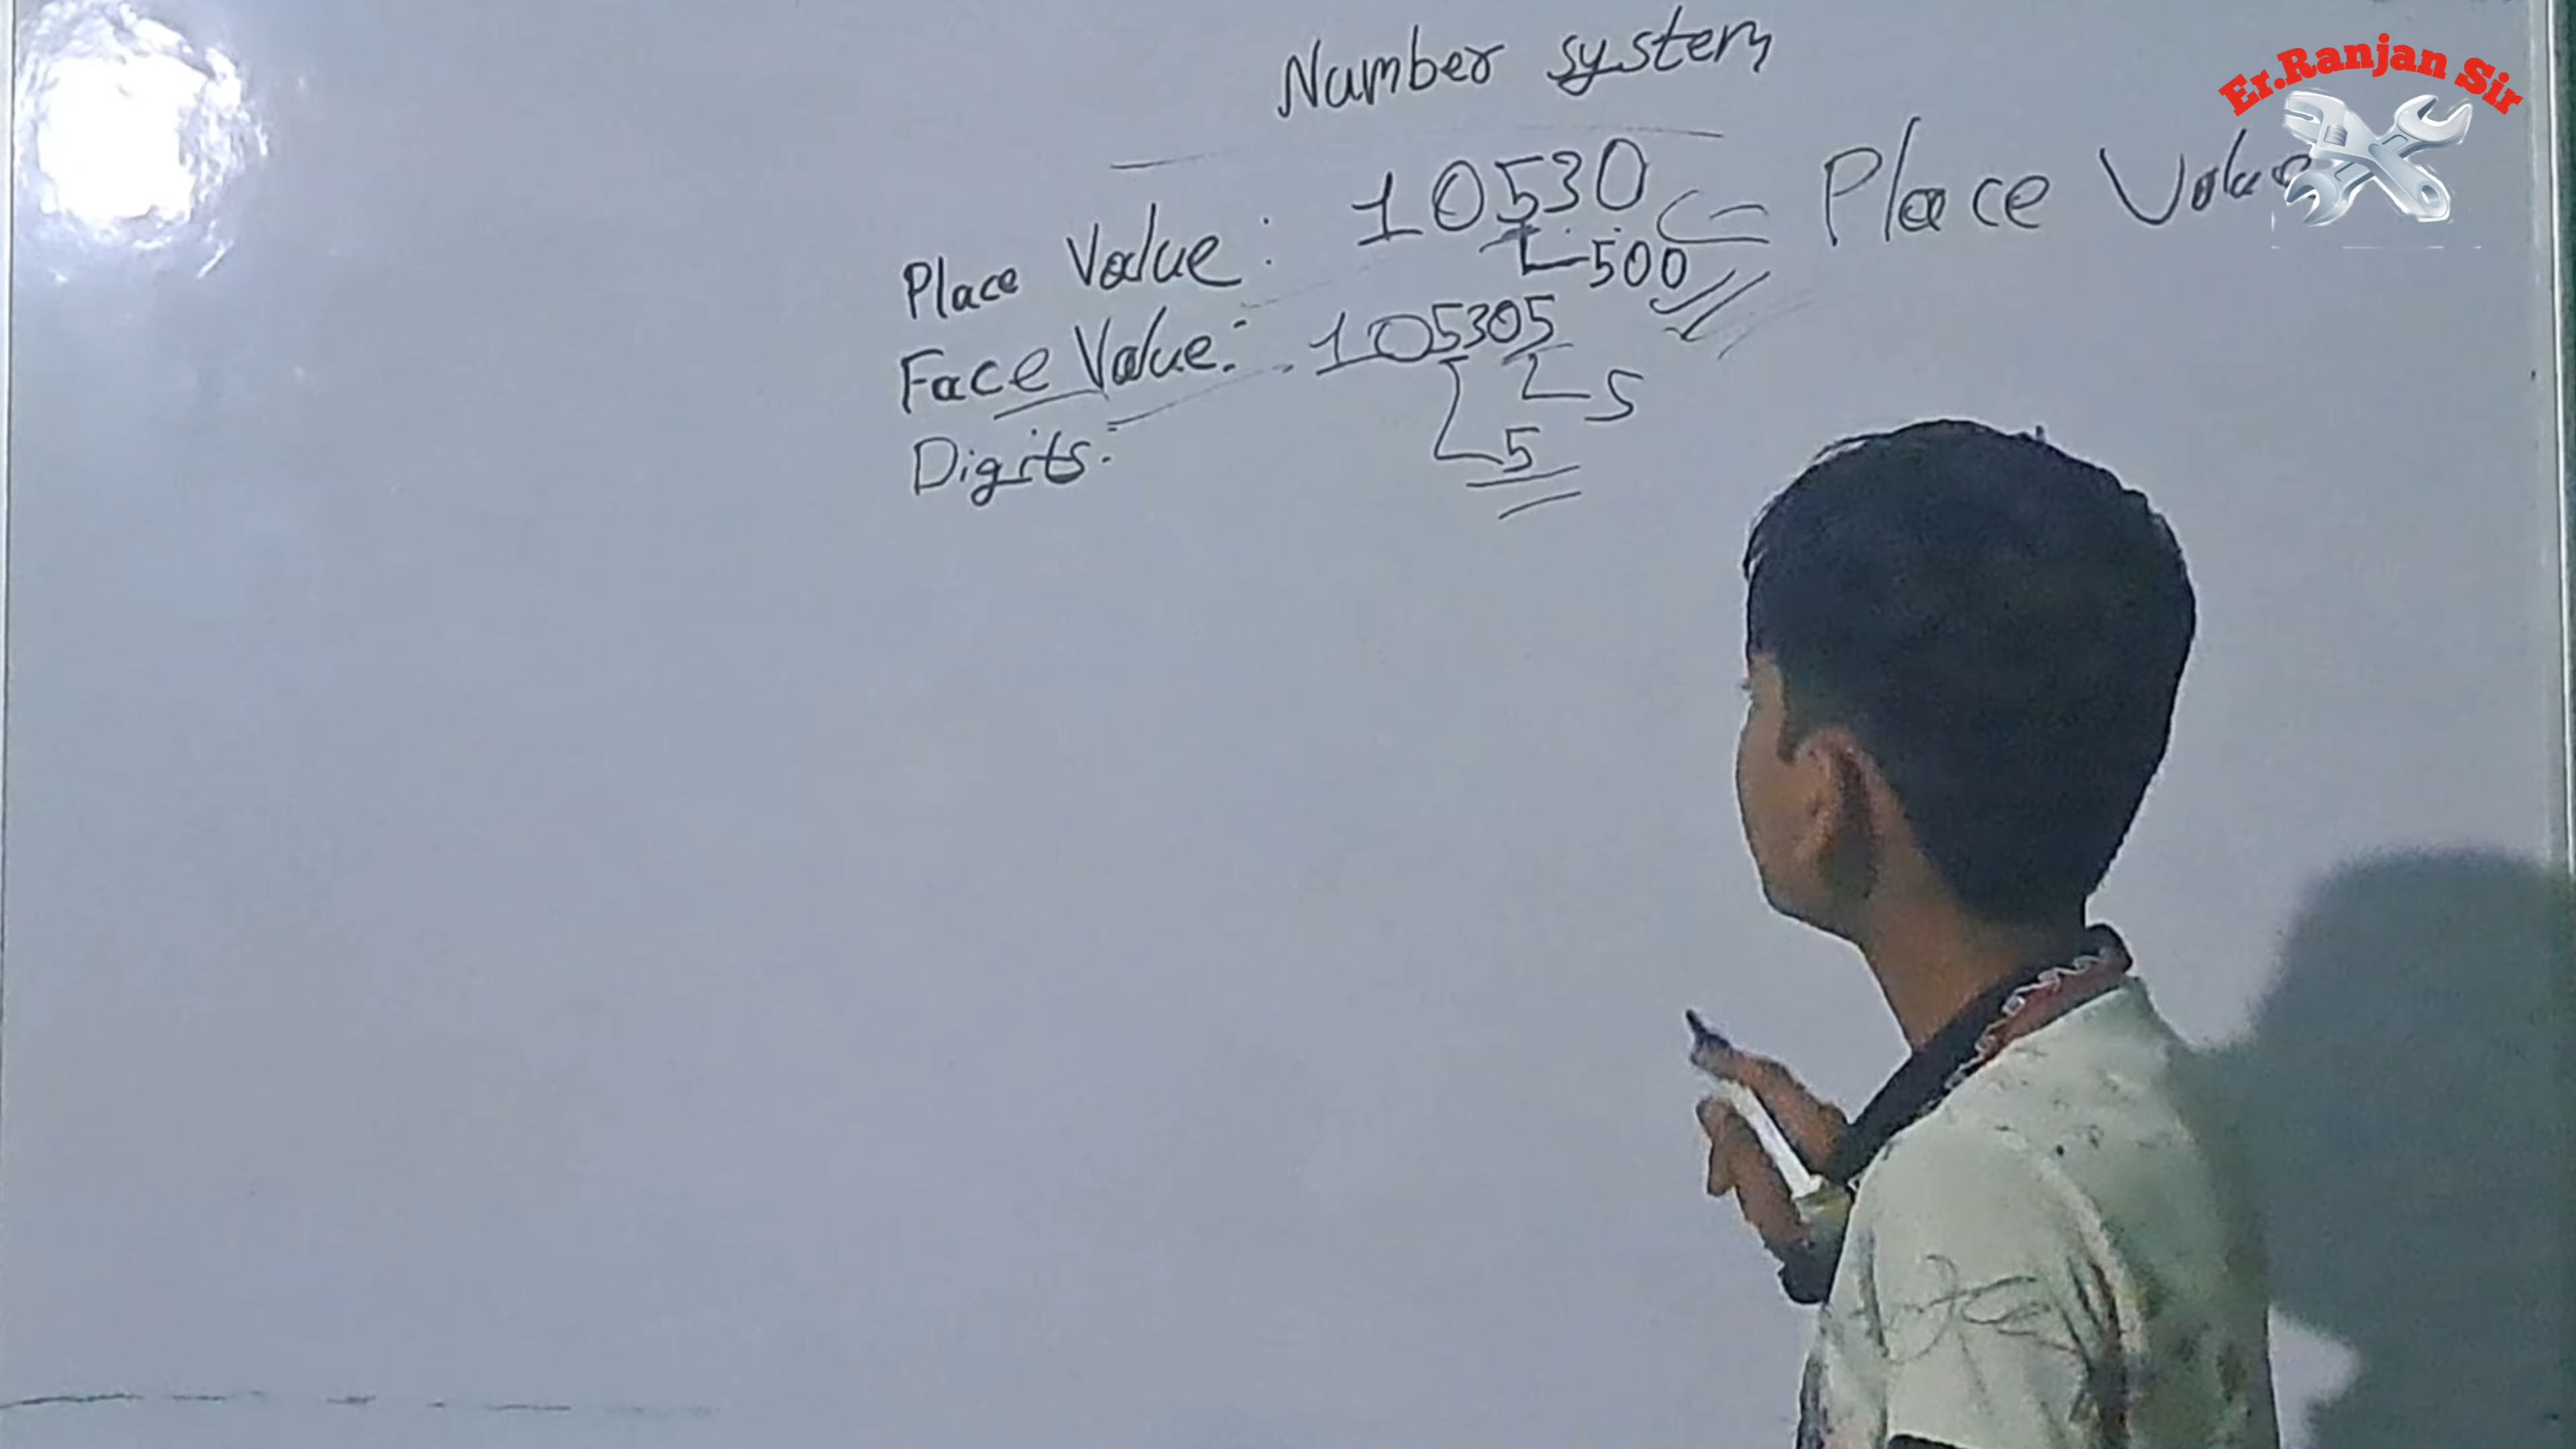 Number system
Er.Ranjan Sir
Place Value : 10530 Place Value
500
Face Value: 105305
5
5
Digits: